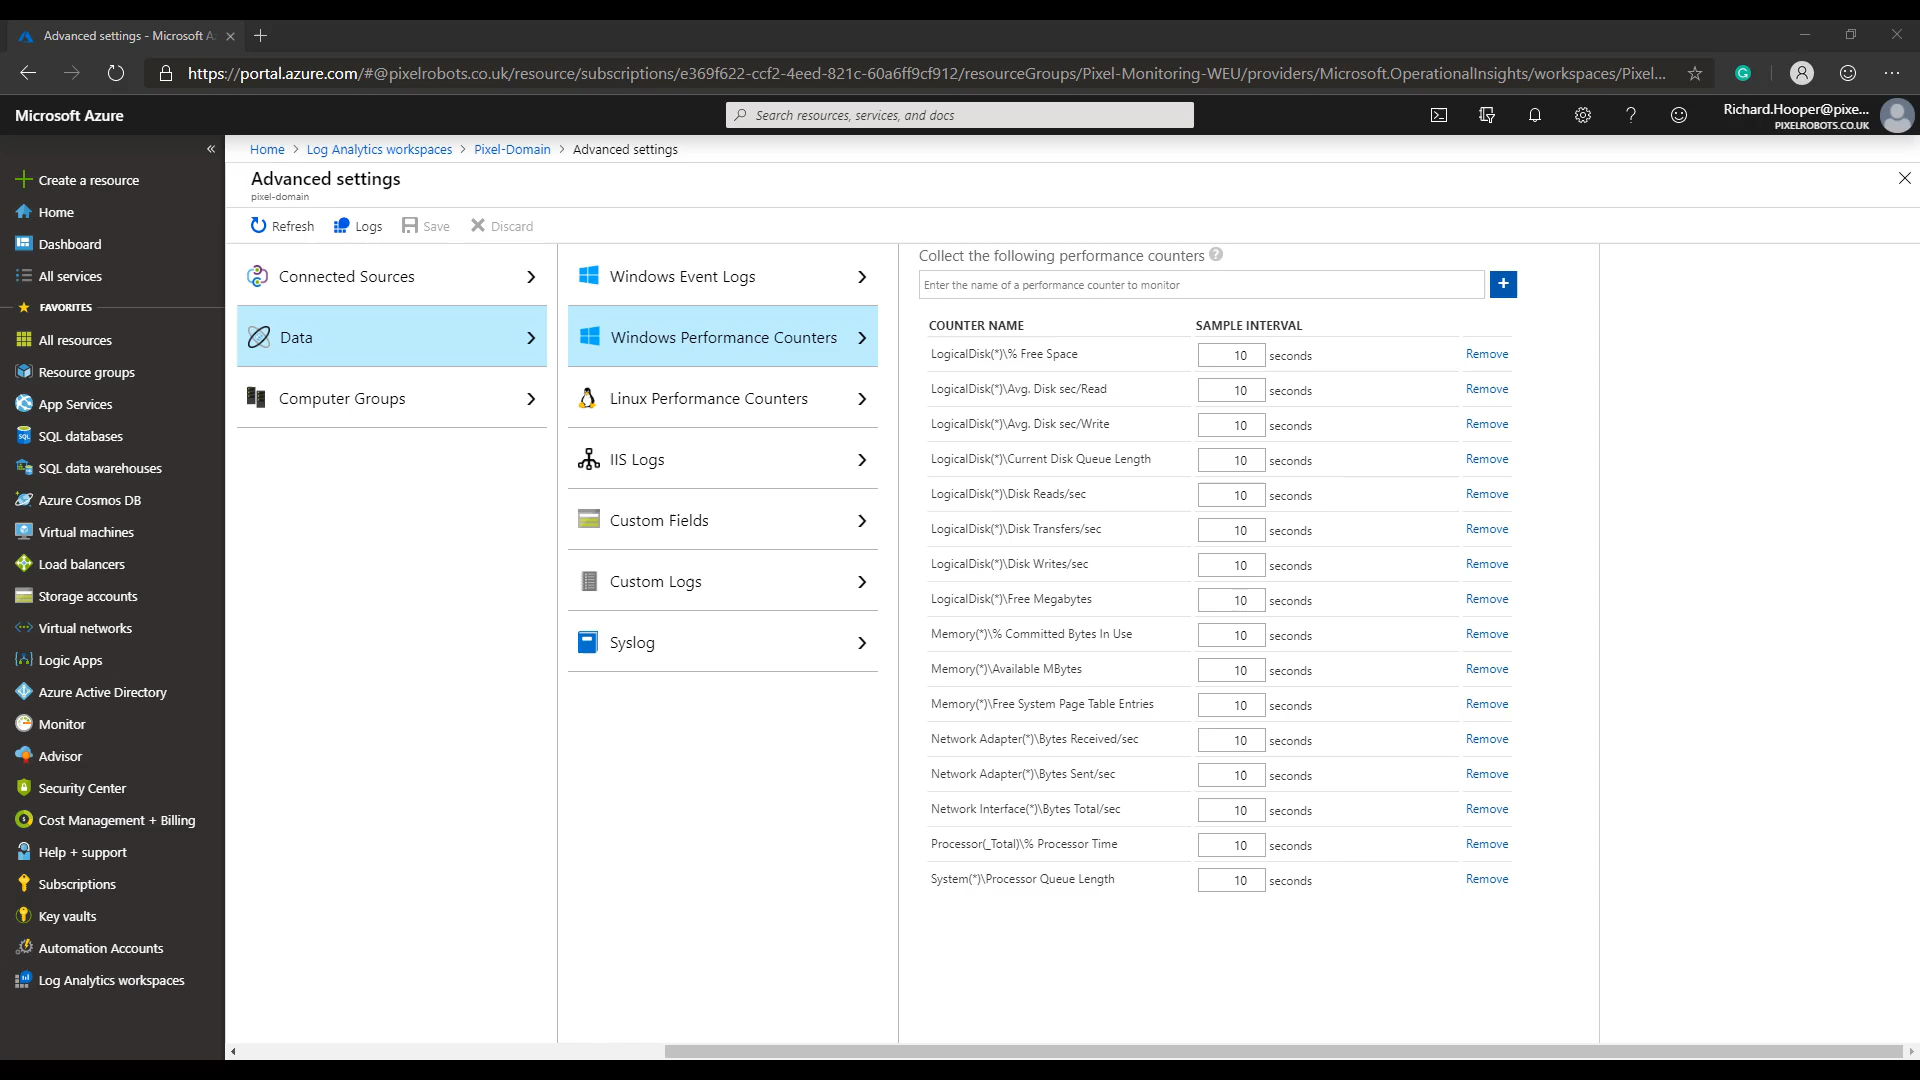 Advanced settings - Microsoft A
https://portal.azure.com/#@pixelrobots.co.uk/resource/subscriptions/e369f622-ccf2-4eed-821c-60a6ff9cf912/resourceGroups/Pixel-Monitoring-WEU/providers/Microsoft.OperationalInsights/workspaces/Pixel...
Microsoft Azure
Search resources, services, and docs
Richard.Hooper@pixe...
PIXELROBOTS.CO.UK
Create a resource
Home
Dashboard
All services
FAVORITES
All resources
Resource groups
App Services
SQL databases
SQL data warehouses
Azure Cosmos DB
Virtual machines
Load balancers
Storage accounts
Virtual networks
Logic Apps
Azure Active Directory
Monitor
Advisor
Security Center
Cost Management + Billing
Help + support
Subscriptions
Key vaults
Automation Accounts
Log Analytics workspaces
Home > Log Analytics workspaces > Pixel-Domain > Advanced settings
Advanced settings
pixel-domain
Refresh Logs Save Discard
Connected Sources
Data
Computer Groups
Windows Event Logs
Windows Performance Counters
Linux Performance Counters
IIS Logs
Custom Fields
Custom Logs
Syslog
Collect the following performance counters ?
Enter the name of a performance counter to monitor
+
COUNTER NAME SAMPLE INTERVAL
LogicalDisk(*)\% Free Space 10 seconds Remove
LogicalDisk(*)\Avg. Disk sec/Read 10 seconds Remove
LogicalDisk(*)\Avg. Disk sec/Write 10 seconds Remove
LogicalDisk(*)\Current Disk Queue Length 10 seconds Remove
LogicalDisk(*)\Disk Reads/sec 10 seconds Remove
LogicalDisk(*)\Disk Transfers/sec 10 seconds Remove
LogicalDisk(*)\Disk Writes/sec 10 seconds Remove
LogicalDisk(*)\Free Megabytes 10 seconds Remove
Memory(*)\% Committed Bytes In Use 10 seconds Remove
Memory(*)\Available MBytes 10 seconds Remove
Memory(*)\Free System Page Table Entries 10 seconds Remove
Network Adapter(*)\Bytes Received/sec 10 seconds Remove
Network Adapter(*)\Bytes Sent/sec 10 seconds Remove
Network Interface(*)\Bytes Total/sec 10 seconds Remove
Processor(_Total)\% Processor Time 10 seconds Remove
System(*)\Processor Queue Length 10 seconds Remove